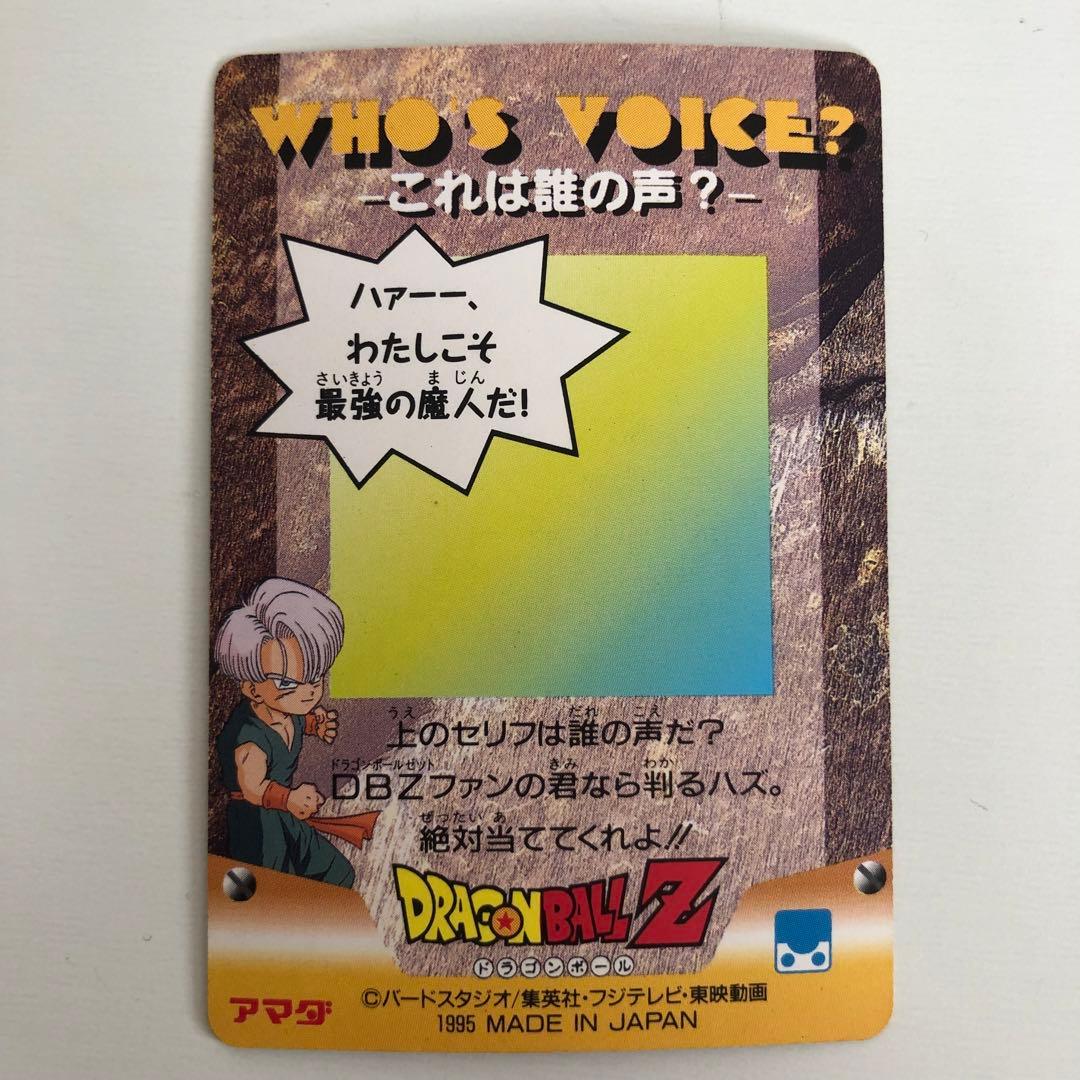 WHO'S VOICE?
－これは誰の声？－
ハァーー、
わたしこそ
さいきょう ま じん
最強の魔人だ!
うえ だれ こえ
上のセリフは誰の声だ？
ドラゴンボールゼット きみ わか
DBZファンの君なら判るハズ。
ぜったい あ
絶対当ててくれよ!!
DRAGONBALL Z
ドラゴンボール
©バードスタジオ/集英社・フジテレビ・東映動画
アマダ
1995 MADE IN JAPAN